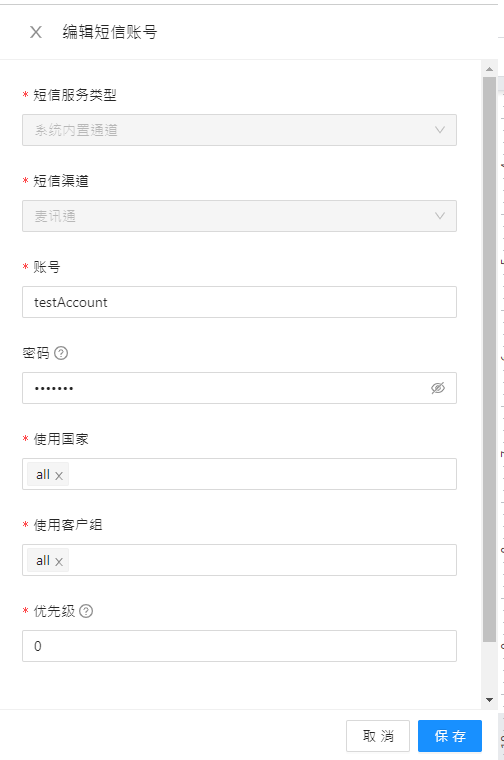 编辑短信账号
* 短信服务类型
系统内置通道
* 短信渠道
麦讯通
* 账号
testAccount
密码
•••••••
* 使用国家
all x
* 使用客户组
all x
* 优先级
0
取 消
保 存